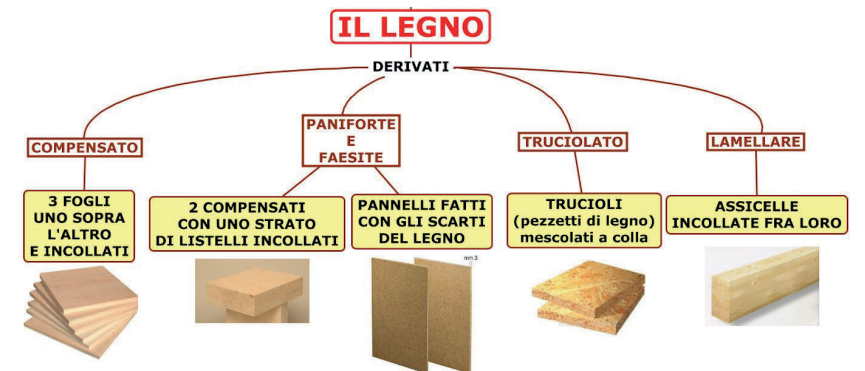 IL LEGNO
DERIVATI
COMPENSATO
PANIFORTE
E
FAESITE
TRUCIOLATO
LAMELLARE
3 FOGLI
UNO SOPRA
L'ALTRO
E INCOLLATI
2 COMPENSATI
CON UNO STRATO
DI LISTELLI INCOLLATI
PANNELLI FATTI
CON GLI SCARTI
DEL LEGNO
TRUCIOLI
(pezzetti di legno)
mescolati a colla
ASSICELLE
INCOLLATE FRA LORO
mm 3